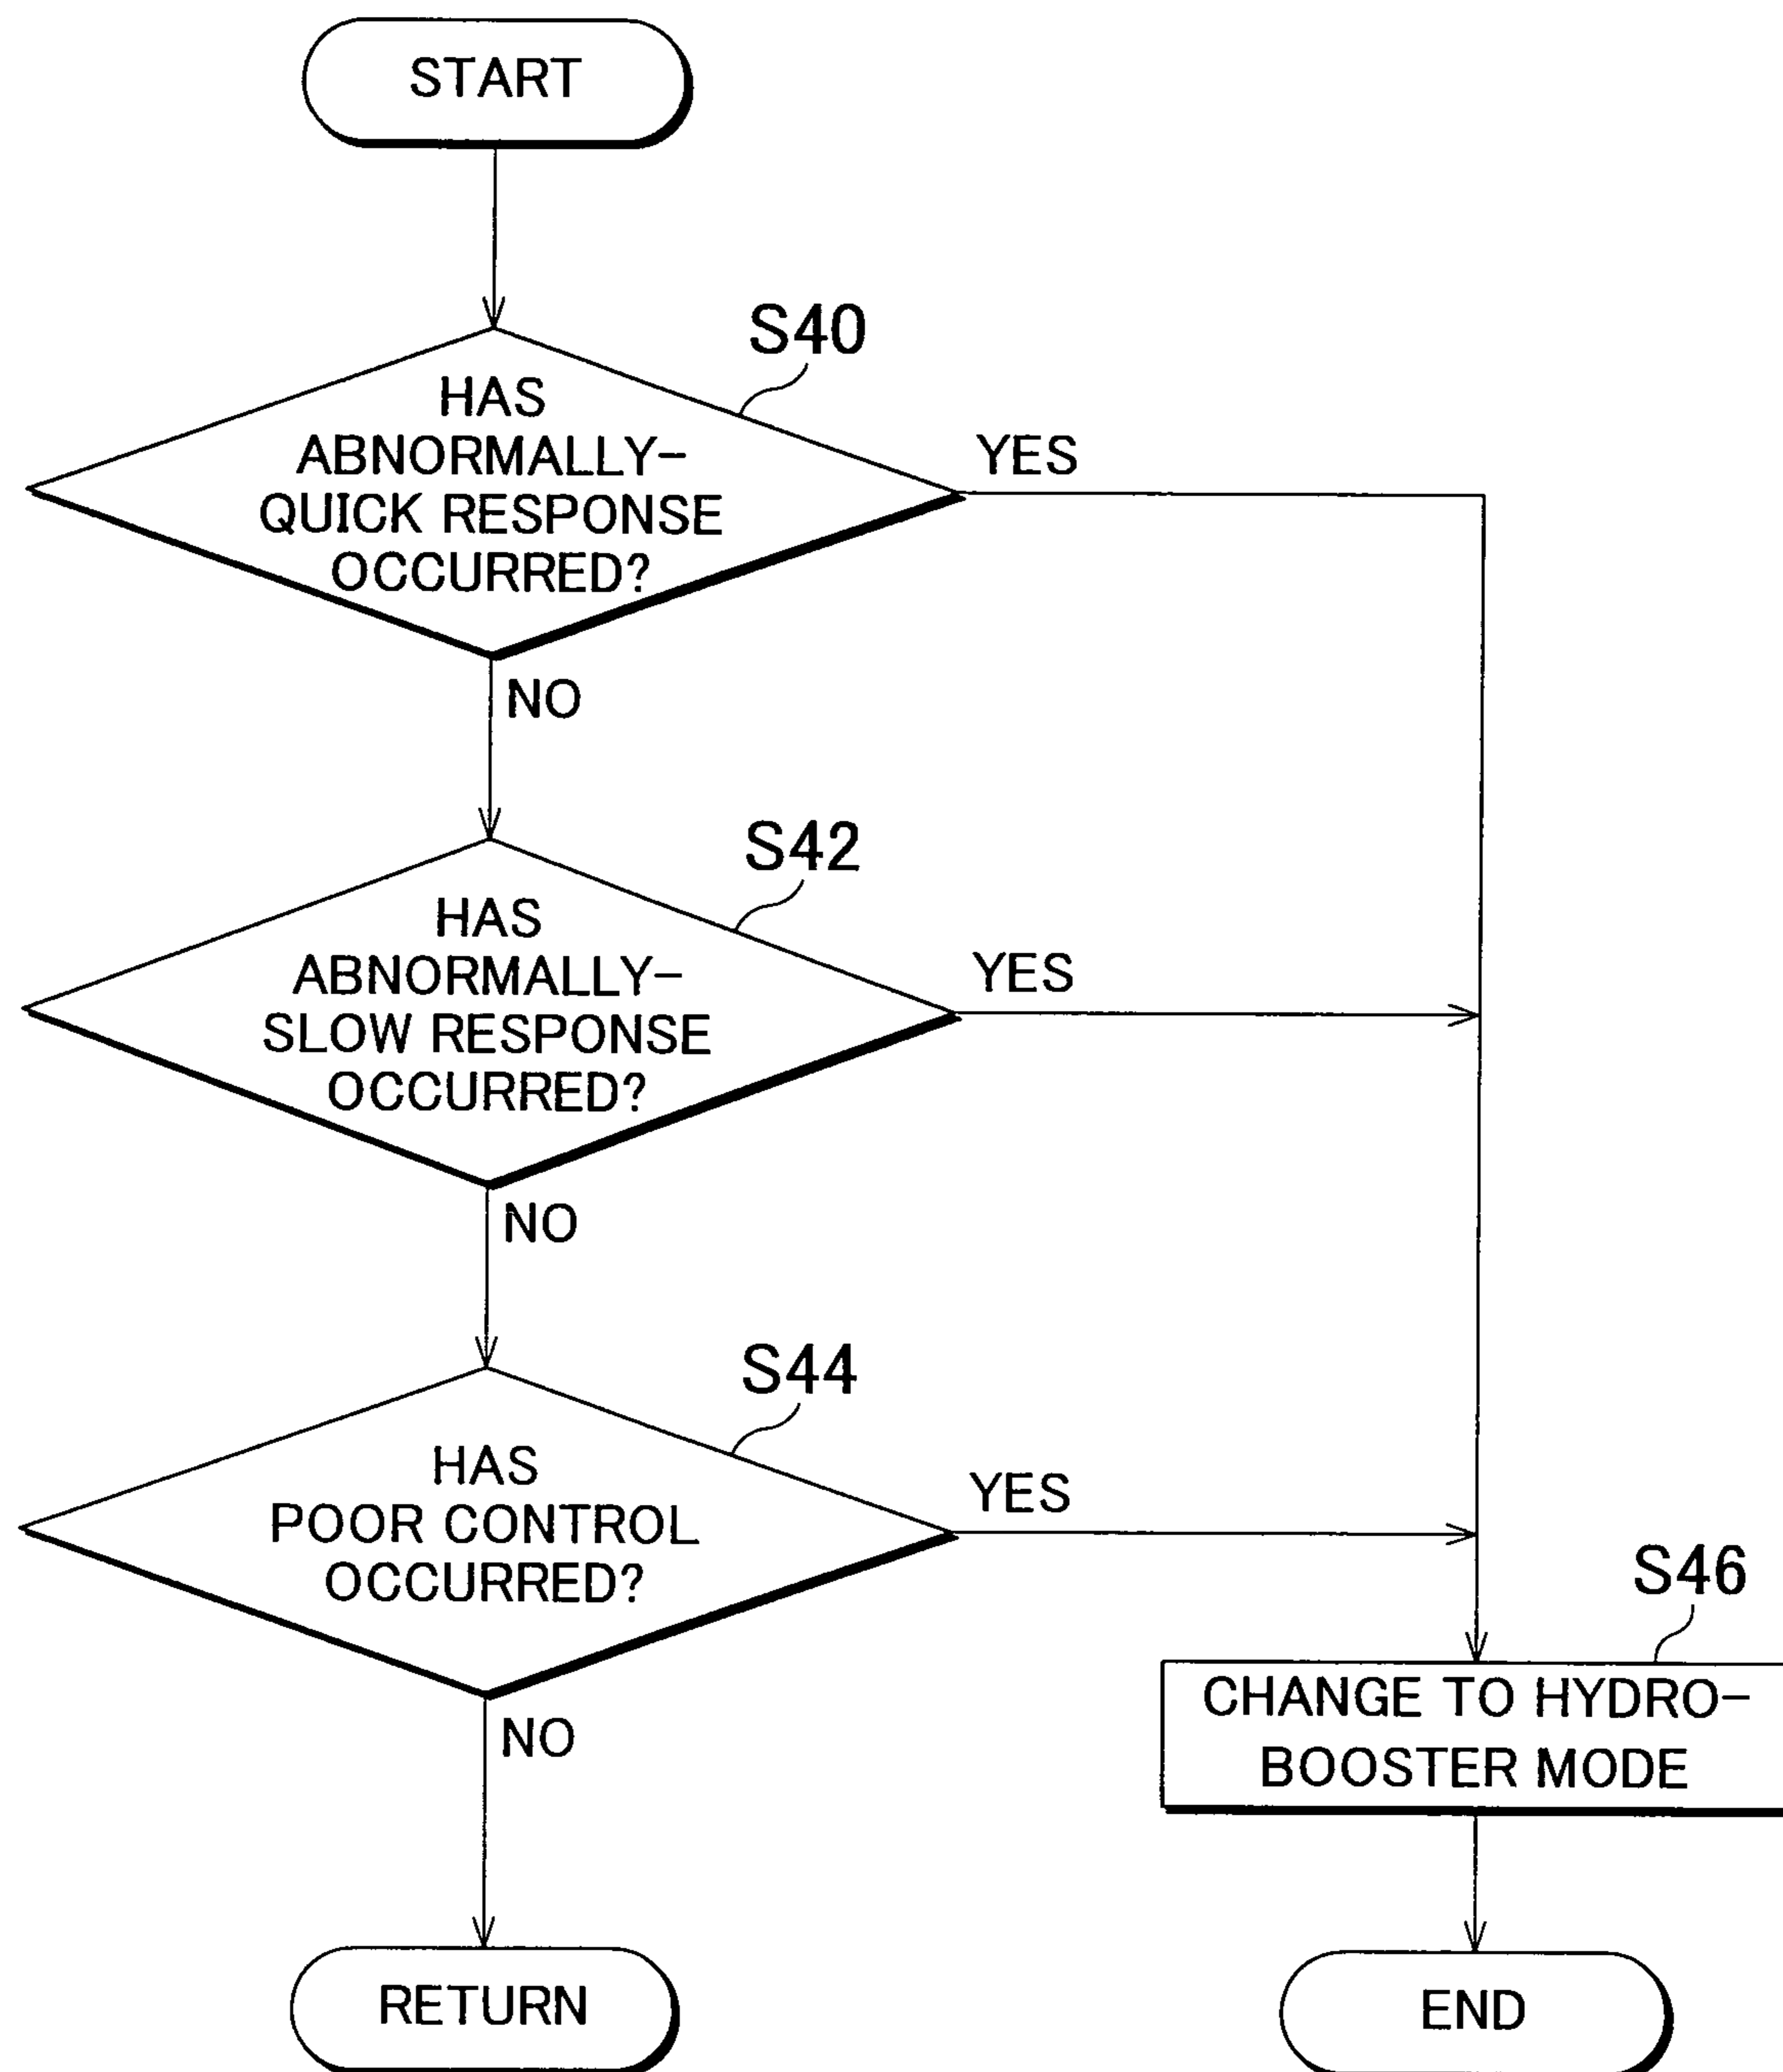 START
S40
HAS
ABNORMALLY-
QUICK RESPONSE
OCCURRED?
YES
NO
S42
HAS
ABNORMALLY-
SLOW RESPONSE
OCCURRED?
YES
NO
S44
HAS
POOR CONTROL
OCCURRED?
YES
NO
S46
CHANGE TO HYDRO-
BOOSTER MODE
RETURN
END